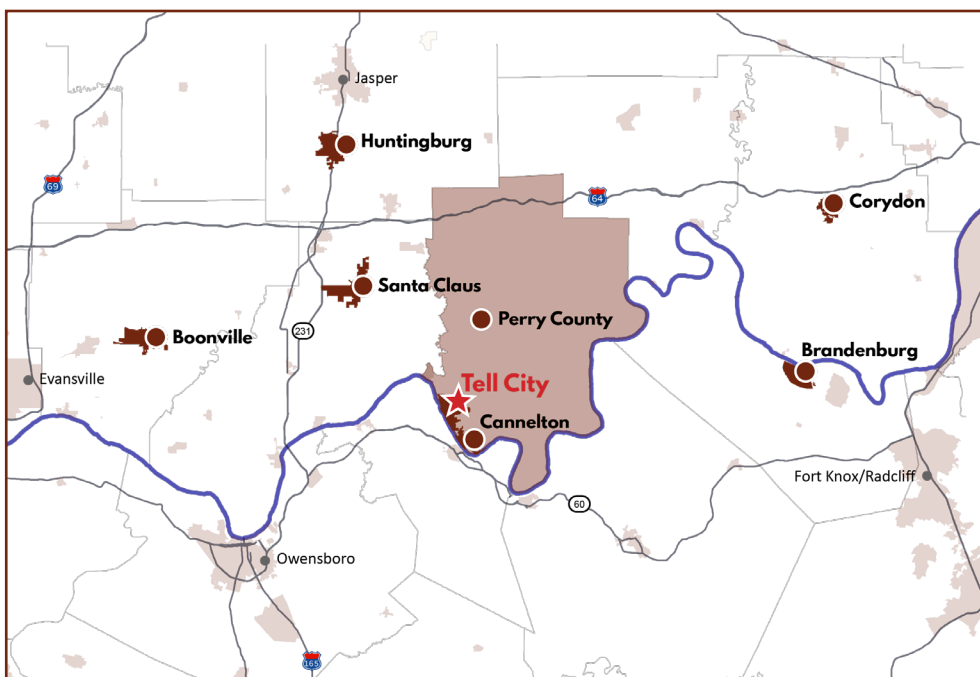 Jasper
Huntingburg
69
64
Corydon
Santa Claus
Perry County
231
Boonville
Brandenburg
Evansville
Tell City
Cannelton
Fort Knox/Radcliff
60
Owensboro
165